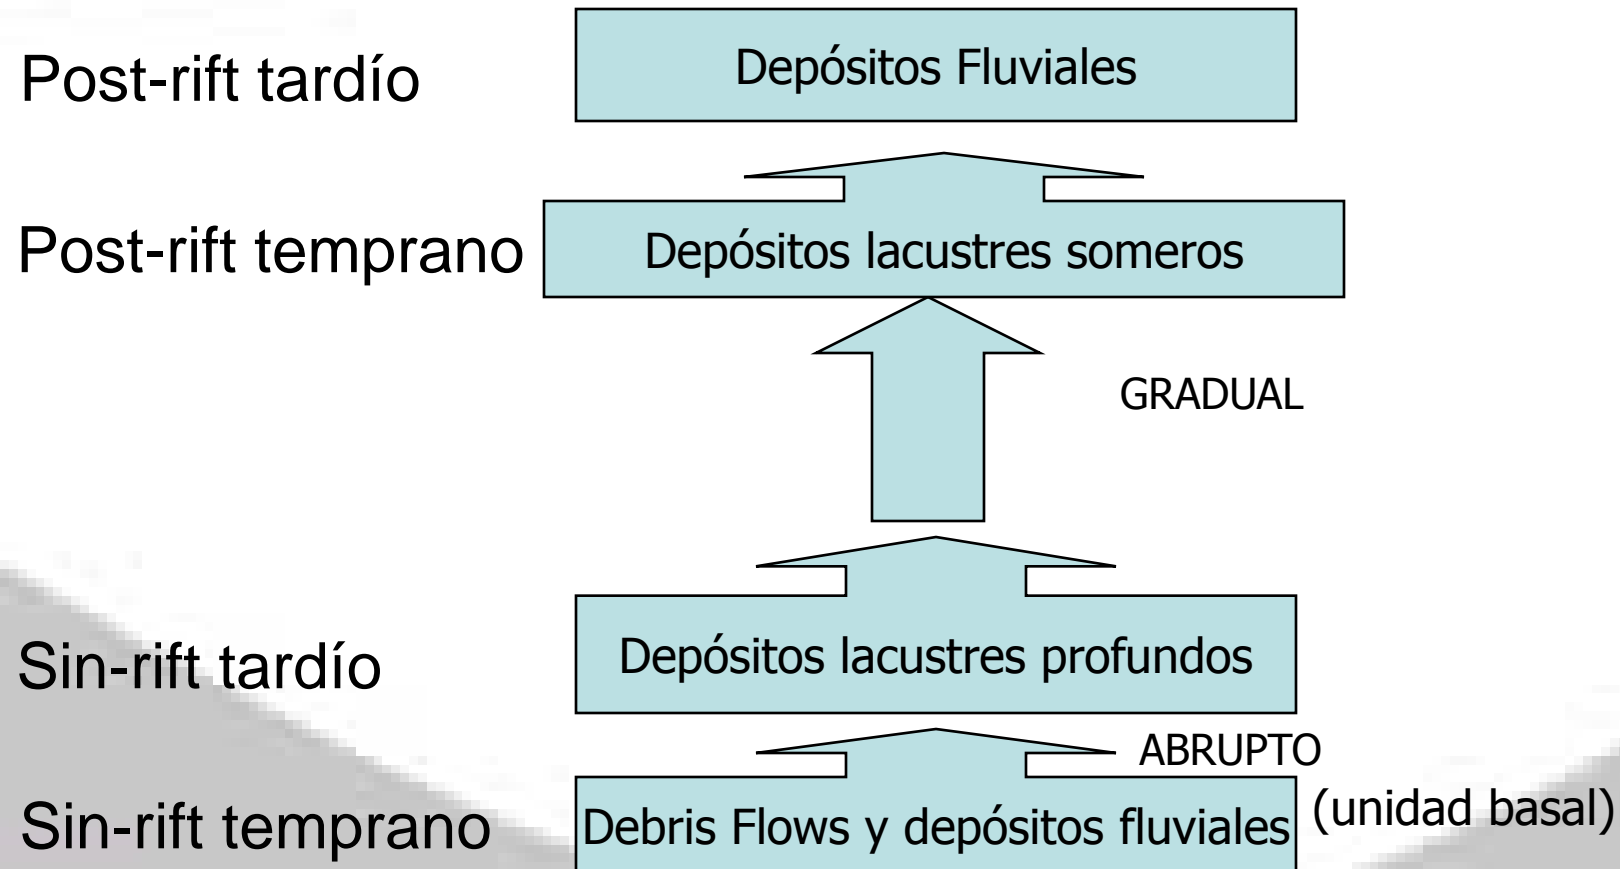 Post-rift tardío
Depósitos Fluviales
Post-rift temprano
Depósitos lacustres someros
GRADUAL
Sin-rift tardío
Depósitos lacustres profundos
ABRUPTO
Sin-rift temprano
Debris Flows y depósitos fluviales
(unidad basal)